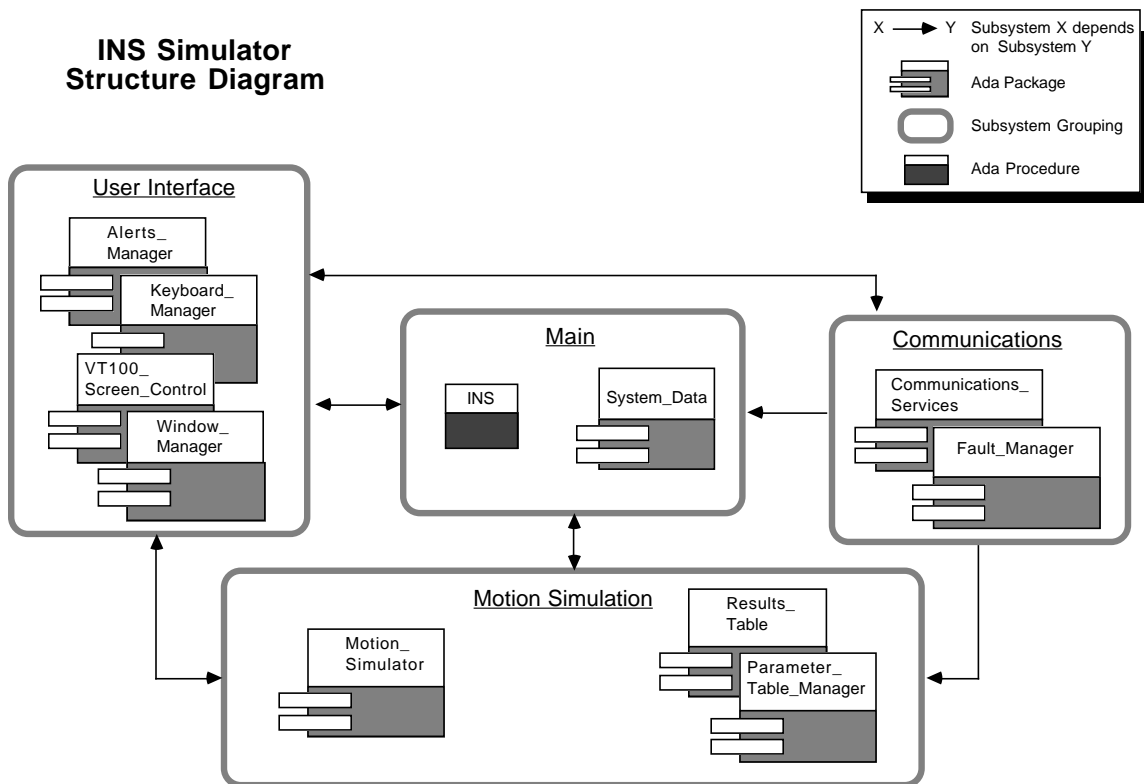 INS Simulator
Structure Diagram
X Y Subsystem X depends
on Subsystem Y
Ada Package
Subsystem Grouping
Ada Procedure
User Interface
Alerts_
Manager
Keyboard_
Manager
VT100_
Screen_Control
Window_
Manager
Main
INS
System_Data
Communications
Communications_
Services
Fault_Manager
Motion Simulation
Motion_
Simulator
Results_
Table
Parameter_
Table_Manager